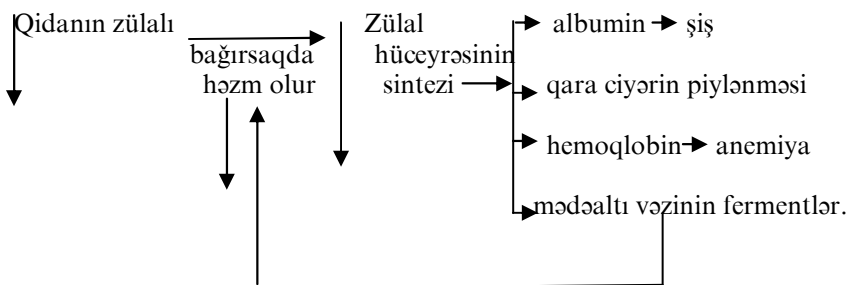 Qidanın zülalı
bağırsaqda
həzm olur
Zülal
hüceyrəsinin
sintezi
albumin şiş
qara ciyərin piylənməsi
hemoqlobin anemiya
mədəaltı vəzinin fermentlər.